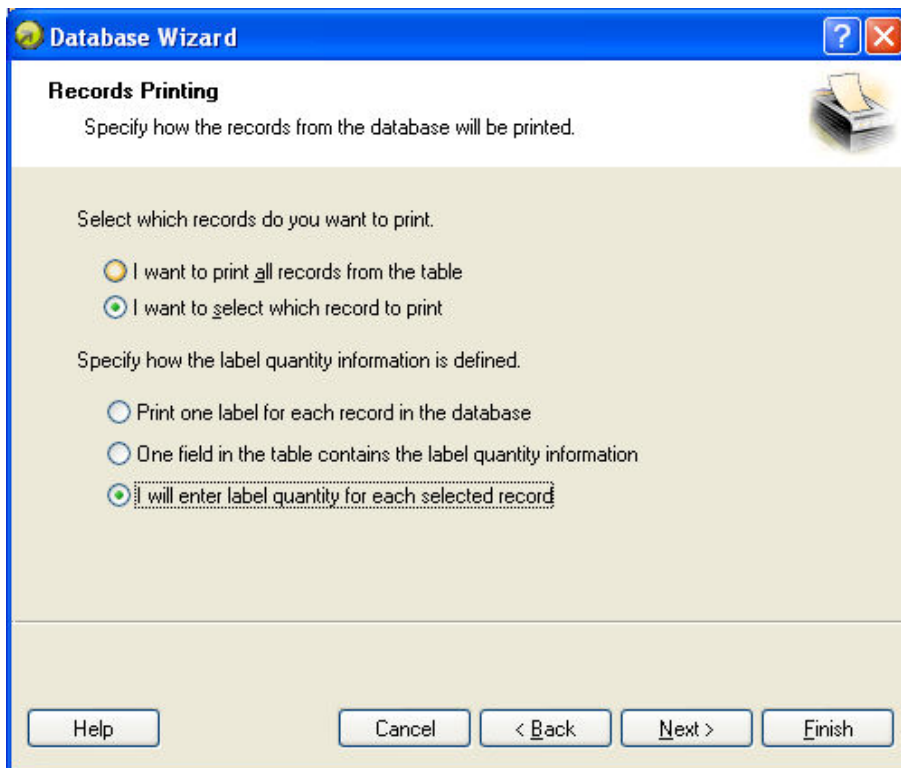 Database Wizard
Records Printing
Specify how the records from the database will be printed.
Select which records do you want to print.
I want to print all records from the table
I want to select which record to print
Specify how the label quantity information is defined.
Print one label for each record in the database
One field in the table contains the label quantity information
I will enter label quantity for each selected record
Help Cancel < Back Next > Finish